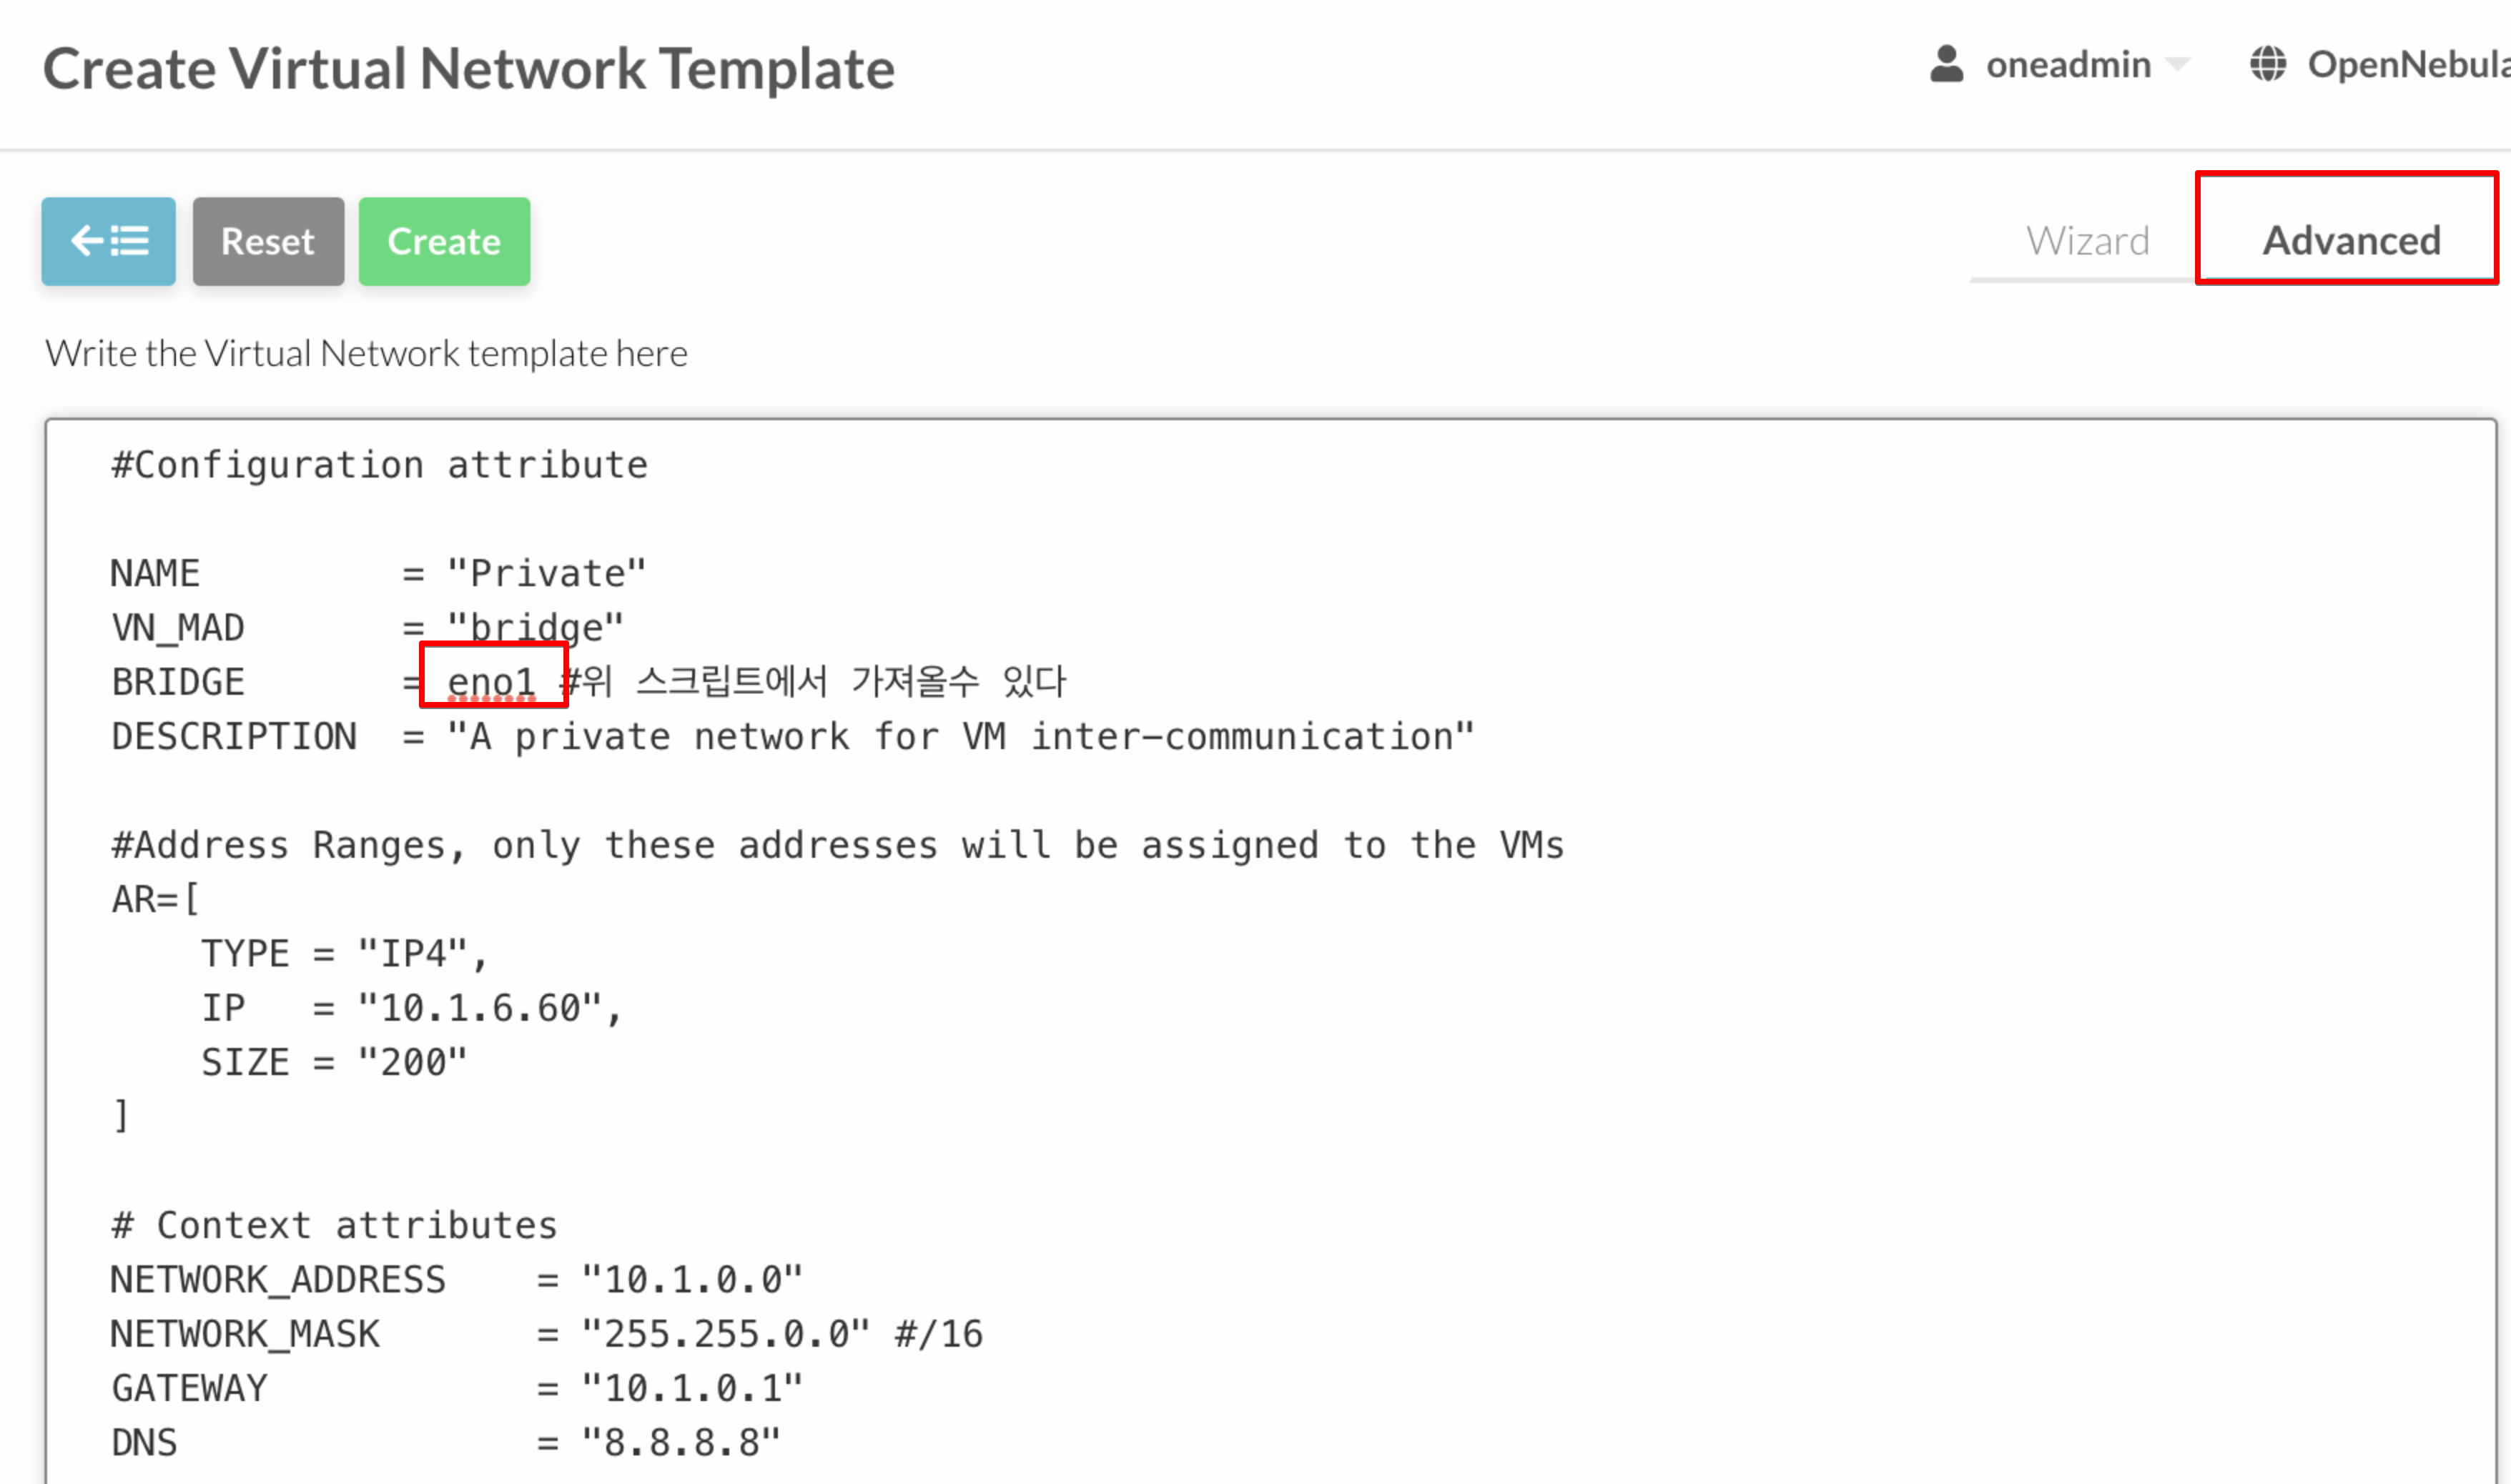 Create Virtual Network Template
oneadmin
OpenNebula
Reset
Create
Wizard
Advanced
Write the Virtual Network template here
#Configuration attribute
NAME         = "Private"
VN_MAD       = "bridge"
BRIDGE       = eno1 #위 스크립트에서 가져올수 있다
DESCRIPTION  = "A private network for VM inter-communication"
#Address Ranges, only these addresses will be assigned to the VMs
AR=[
    TYPE = "IP4",
    IP   = "10.1.6.60",
    SIZE = "200"
]
# Context attributes
NETWORK_ADDRESS    = "10.1.0.0"
NETWORK_MASK       = "255.255.0.0" #/16
GATEWAY            = "10.1.0.1"
DNS                = "8.8.8.8"